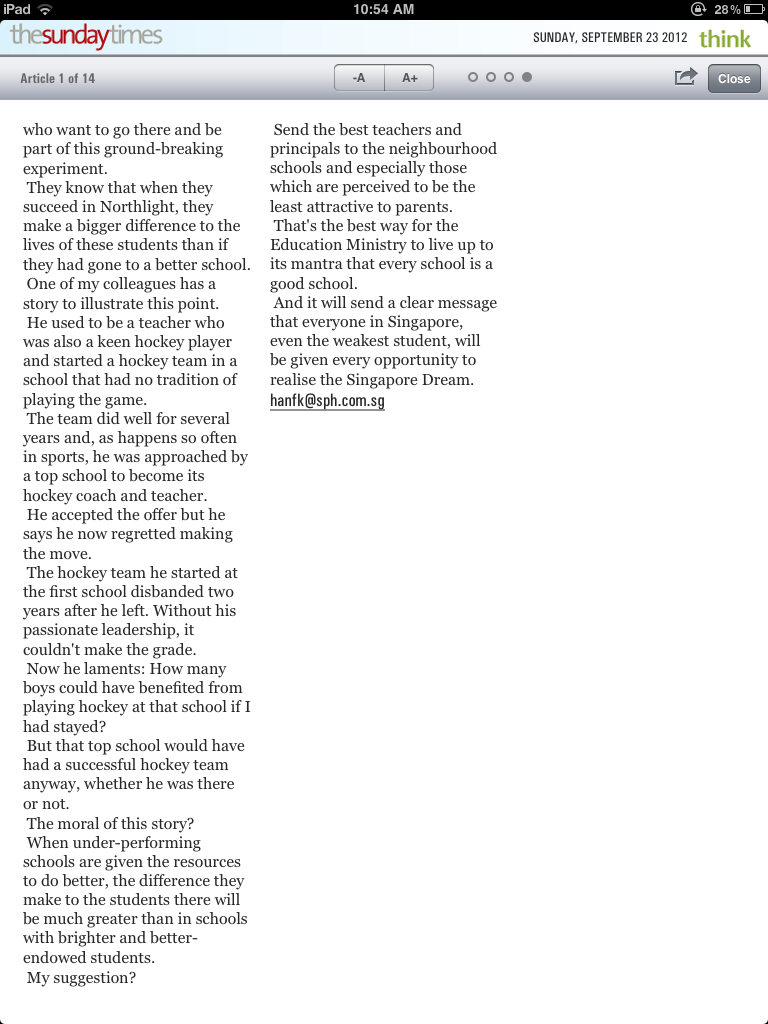 iPad 10:54 AM 28%
thesundaytimes SUNDAY, SEPTEMBER 23 2012 think
Article 1 of 14 -A A+ Close
who want to go there and be
part of this ground-breaking
experiment.
They know that when they
succeed in Northlight, they
make a bigger difference to the
lives of these students than if
they had gone to a better school.
One of my colleagues has a
story to illustrate this point.
He used to be a teacher who
was also a keen hockey player
and started a hockey team in a
school that had no tradition of
playing the game.
The team did well for several
years and, as happens so often
in sports, he was approached by
a top school to become its
hockey coach and teacher.
He accepted the offer but he
says he now regretted making
the move.
The hockey team he started at
the first school disbanded two
years after he left. Without his
passionate leadership, it
couldn't make the grade.
Now he laments: How many
boys could have benefited from
playing hockey at that school if I
had stayed?
But that top school would have
had a successful hockey team
anyway, whether he was there
or not.
The moral of this story?
When under-performing
schools are given the resources
to do better, the difference they
make to the students there will
be much greater than in schools
with brighter and better-
endowed students.
My suggestion?
Send the best teachers and
principals to the neighbourhood
schools and especially those
which are perceived to be the
least attractive to parents.
That's the best way for the
Education Ministry to live up to
its mantra that every school is a
good school.
And it will send a clear message
that everyone in Singapore,
even the weakest student, will
be given every opportunity to
realise the Singapore Dream.
hanfk@sph.com.sg